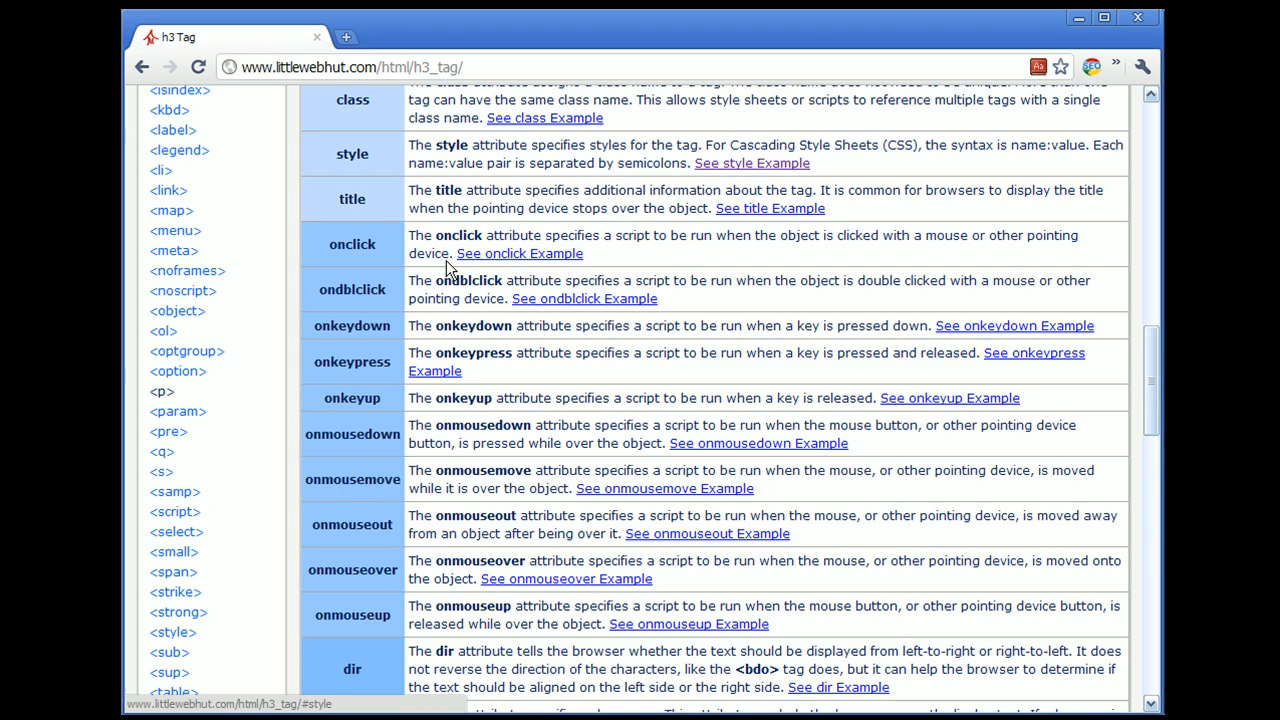 h3 Tag
www.littlewebhut.com/html/h3_tag/
Aa
SEO
<isindex>
<kbd>
<label>
<legend>
<li>
<link>
<map>
<menu>
<meta>
<noframes>
<noscript>
<object>
<ol>
<optgroup>
<option>
<p>
<param>
<pre>
<q>
<s>
<samp>
<script>
<select>
<small>
<span>
<strike>
<strong>
<style>
<sub>
<sup>
<table>
class
tag can have the same class name. This allows style sheets or scripts to reference multiple tags with a single
class name. See class Example
style
The style attribute specifies styles for the tag. For Cascading Style Sheets (CSS), the syntax is name:value. Each
name:value pair is separated by semicolons. See style Example
title
The title attribute specifies additional information about the tag. It is common for browsers to display the title
when the pointing device stops over the object. See title Example
onclick
The onclick attribute specifies a script to be run when the object is clicked with a mouse or other pointing
device. See onclick Example
ondblclick
The ondblclick attribute specifies a script to be run when the object is double clicked with a mouse or other
pointing device. See ondblclick Example
onkeydown
The onkeydown attribute specifies a script to be run when a key is pressed down. See onkeydown Example
onkeypress
The onkeypress attribute specifies a script to be run when a key is pressed and released. See onkeypress
Example
onkeyup
The onkeyup attribute specifies a script to be run when a key is released. See onkeyup Example
onmousedown
The onmousedown attribute specifies a script to be run when the mouse button, or other pointing device
button, is pressed while over the object. See onmousedown Example
onmousemove
The onmousemove attribute specifies a script to be run when the mouse, or other pointing device, is moved
while it is over the object. See onmousemove Example
onmouseout
The onmouseout attribute specifies a script to be run when the mouse, or other pointing device, is moved away
from an object after being over it. See onmouseout Example
onmouseover
The onmouseover attribute specifies a script to be run when the mouse, or other pointing device, is moved onto
the object. See onmouseover Example
onmouseup
The onmouseup attribute specifies a script to be run when the mouse button, or other pointing device button, is
released while over the object. See onmouseup Example
dir
The dir attribute tells the browser whether the text should be displayed from left-to-right or right-to-left. It does
not reverse the direction of the characters, like the <bdo> tag does, but it can help the browser to determine if
the text should be aligned on the left side or the right side. See dir Example
www.littlewebhut.com/html/h3_tag/#style